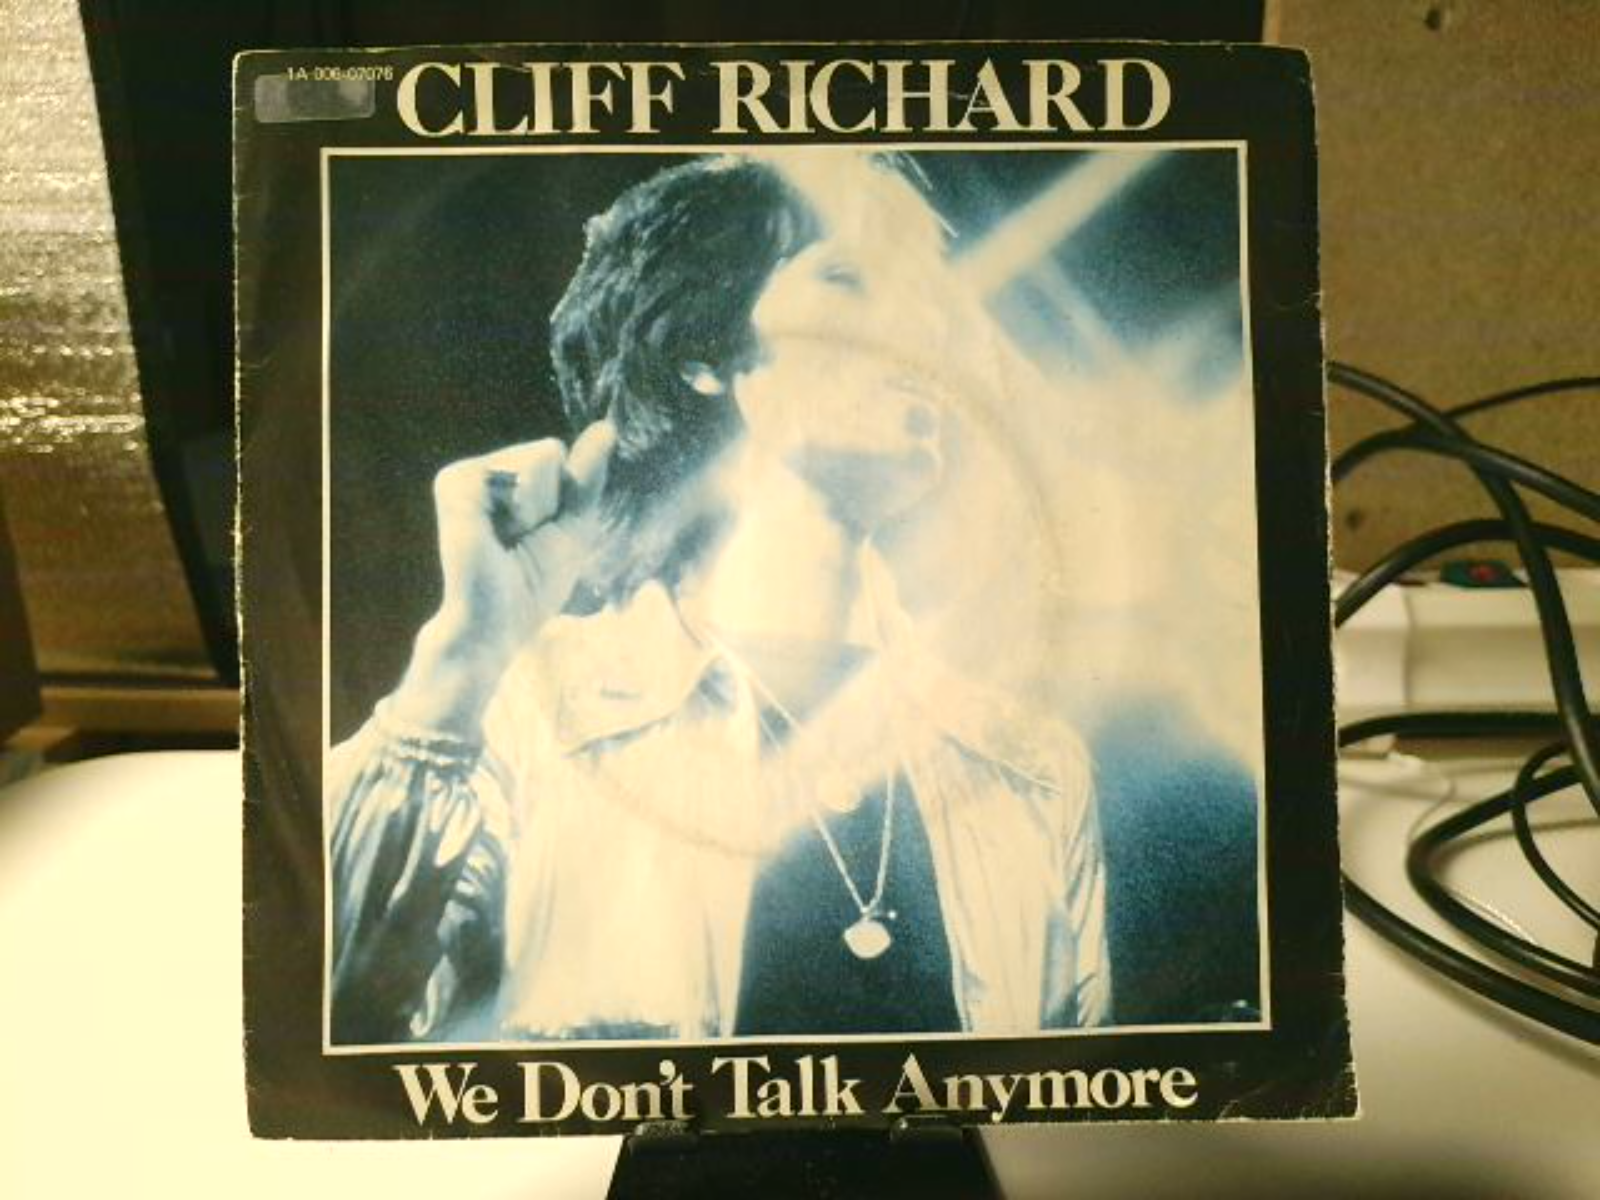 1A 006-07076
CLIFF RICHARD
We Don't Talk Anymore